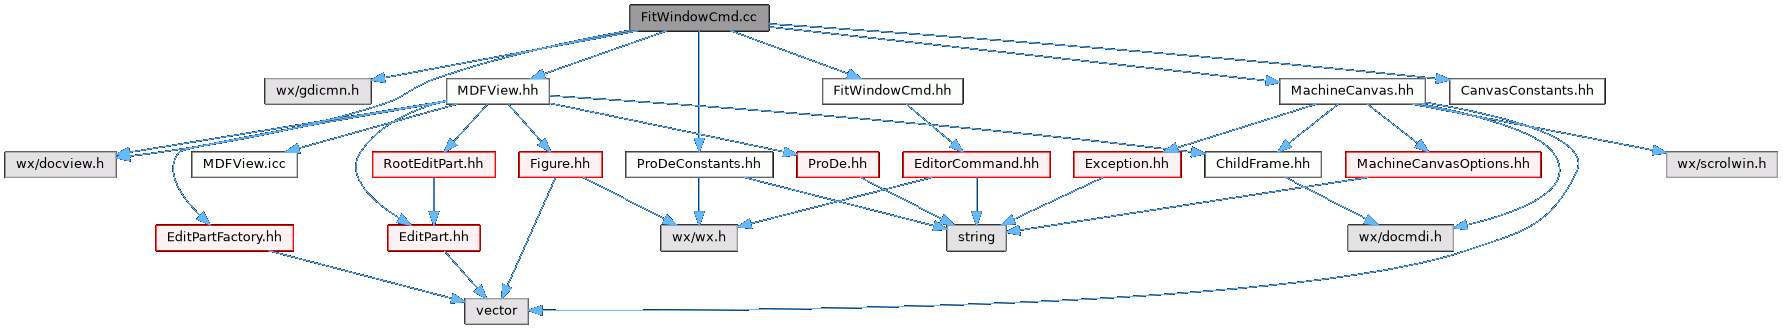 FitWindowCmd.cc
wx/gdicmn.h
MDFView.hh
FitWindowCmd.hh
MachineCanvas.hh
CanvasConstants.hh
wx/docview.h
MDFView.icc
RootEditPart.hh
Figure.hh
ProDeConstants.hh
ProDe.hh
EditorCommand.hh
Exception.hh
ChildFrame.hh
MachineCanvasOptions.hh
wx/scrolwin.h
EditPartFactory.hh
EditPart.hh
wx/wx.h
string
wx/docmdi.h
vector